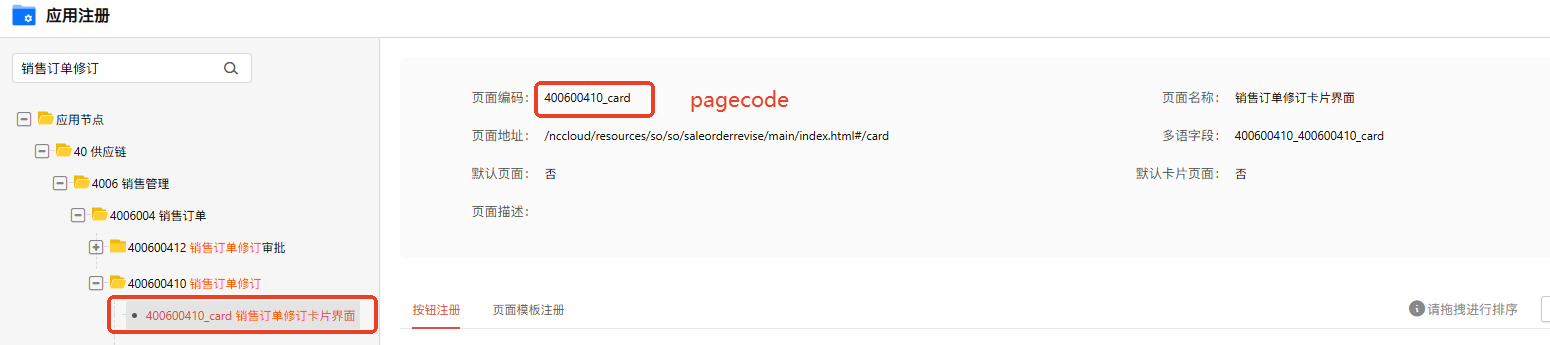 应用注册
销售订单修订
应用节点
40 供应链
4006 销售管理
4006004 销售订单
400600412 销售订单修订审批
400600410 销售订单修订
400600410_card 销售订单修订卡片界面
页面编码： 400600410_card pagecode 页面名称： 销售订单修订卡片界面
页面地址： /nccloud/resources/so/so/saleorderrevise/main/index.html#/card 多语字段： 400600410_400600410_card
默认页面： 否 默认卡片页面： 否
页面描述：
按钮注册 页面模板注册 请拖拽进行排序